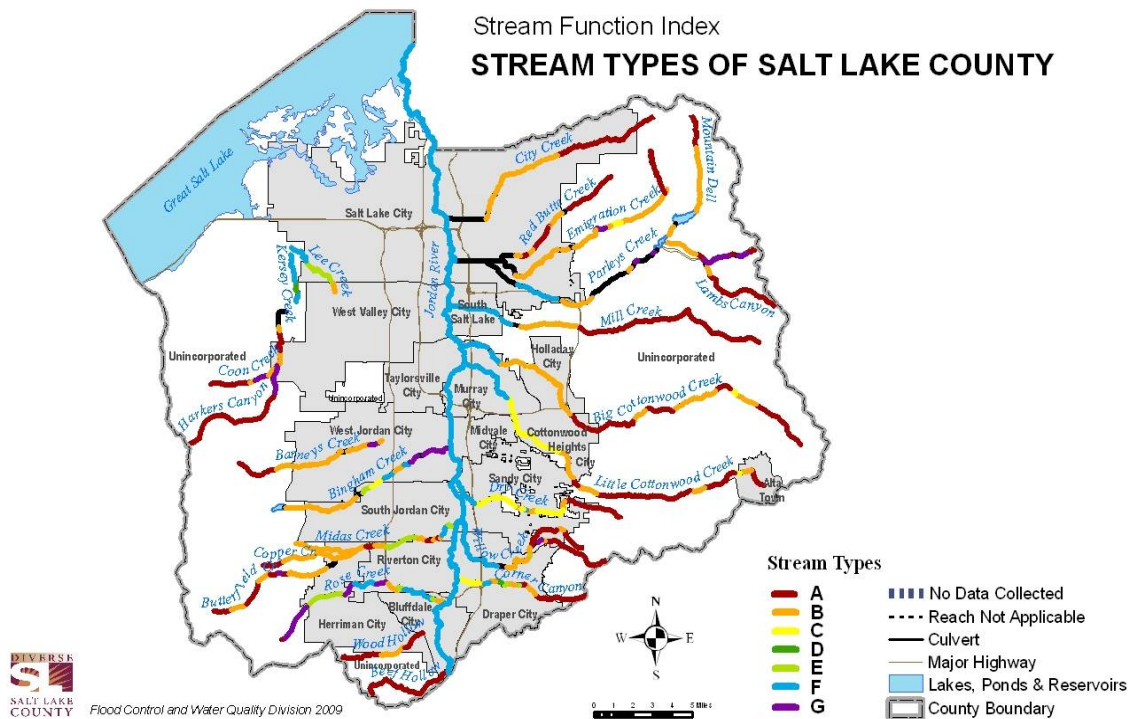 Stream Function Index
STREAM TYPES OF SALT LAKE COUNTY
Great Salt Lake
Salt Lake City
City Creek
Mountain Dell
Red Butte Creek
Emigration Creek
Parleys Creek
Lambs Canyon
Jordan River
Kersey Creek
Lee Creek
West Valley City
South
Salt Lake
Mill Creek
Unincorporated
Holladay
City
Unincorporated
Coon Creek
Harkers Canyon
Taylorsville
City
Unincorporated
Murray
City
Big Cottonwood Creek
West Jordan City
Midvale
City
Cottonwood Heights
City
Barneys Creek
Bingham Creek
Sandy City
Little Cottonwood Creek
Alta
Town
Dry Creek
South Jordan City
Midas Creek
Willow Creek
Copper Cr
Riverton
City
Butterfield
Rose Creek
Corner Canyon
Bluffdale
City
Draper City
Herriman City
Wood Hollow
Unincorporated
Beef Hollow
N
W
E
S
0
1
2
3
4
5 Miles
Stream Types
A
B
C
D
E
F
G
No Data Collected
Reach Not Applicable
Culvert
Major Highway
Lakes, Ponds & Reservoirs
County Boundary
DIVERSE
SL
SALT LAKE
COUNTY
Flood Control and Water Quality Division 2009